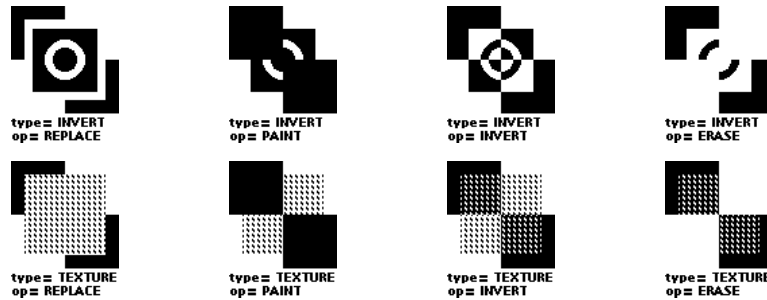 type= INVERT
op= REPLACE
type= INVERT
op= PAINT
type= INVERT
op= INVERT
type= INVERT
op= ERASE
type= TEXTURE
op= REPLACE
type= TEXTURE
op= PAINT
type= TEXTURE
op= INVERT
type= TEXTURE
op= ERASE